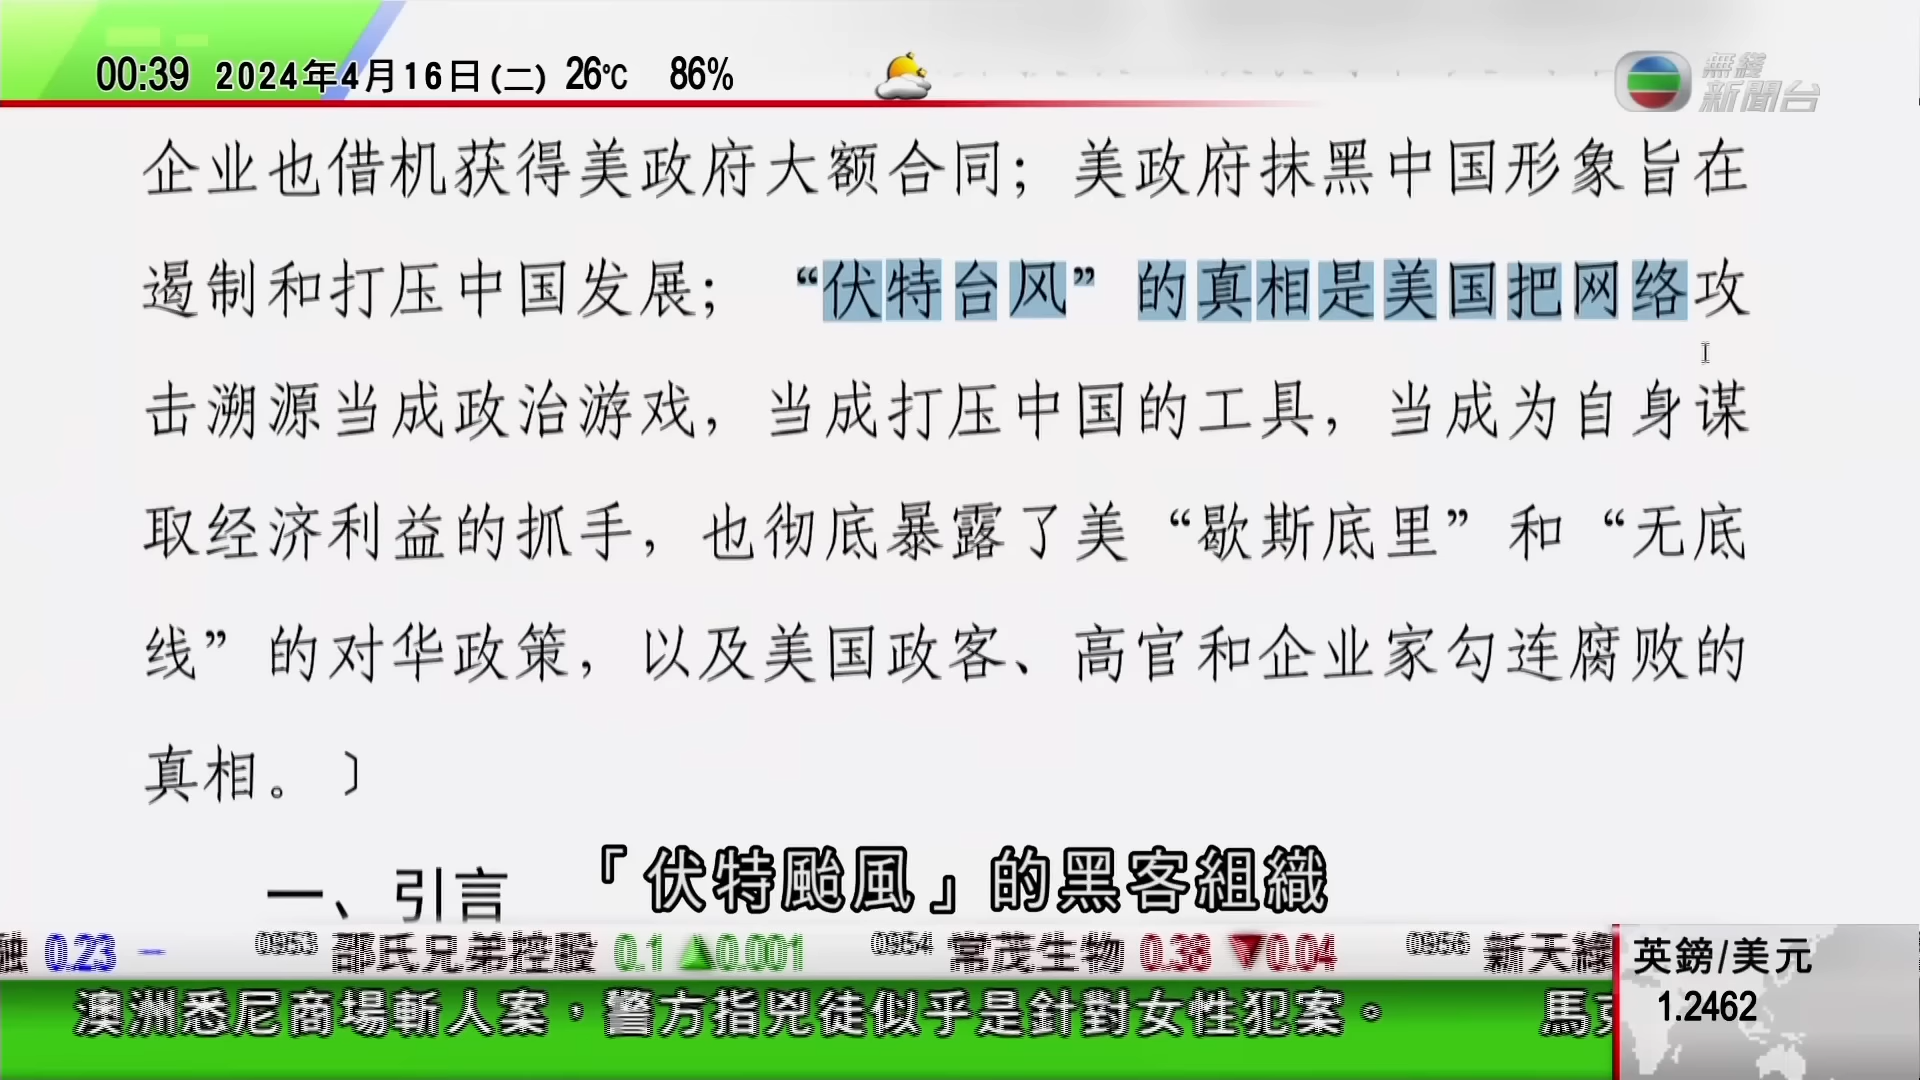 00:39 2024年4月16日(二) 26℃ 86%
無綫
新聞台
企业也借机获得美政府大额合同；美政府抹黑中国形象旨在
遏制和打压中国发展；“伏特台风”的真相是美国把网络攻
击溯源当成政治游戏，当成打压中国的工具，当成为自身谋
取经济利益的抓手，也彻底暴露了美“歇斯底里”和“无底
线”的对华政策，以及美国政客、高官和企业家勾连腐败的
真相。〕
一、引言
「伏特颱風」的黑客組織
融 0.23 – 0953 邵氏兄弟控股 0.1 ▲0.001 0954 常茂生物 0.38 ▼0.04 0956 新天綠
英鎊/美元
1.2462
澳洲悉尼商場斬人案，警方指兇徒似乎是針對女性犯案。 馬